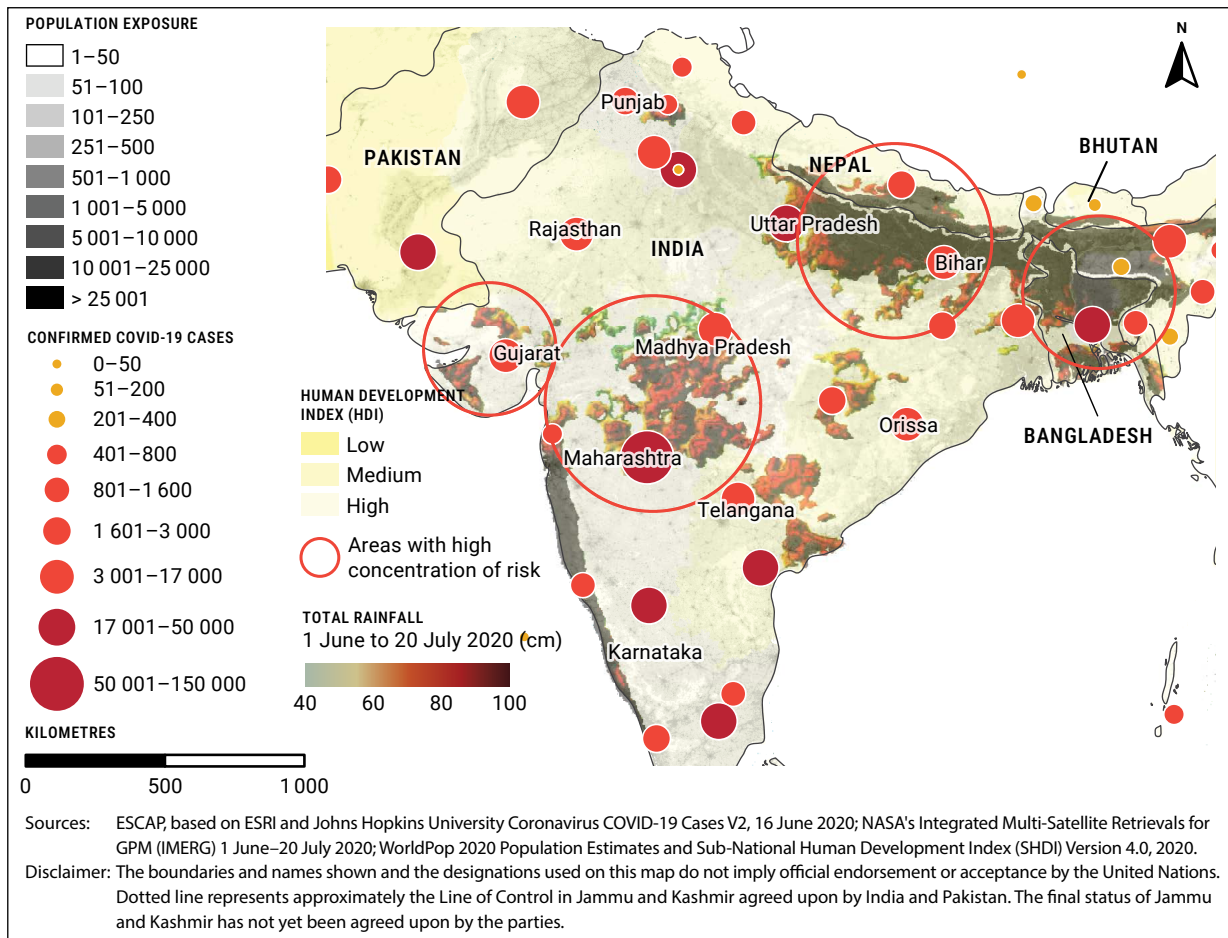 POPULATION EXPOSURE
1–50
51–100
101–250
251–500
501–1 000
1 001–5 000
5 001–10 000
10 001–25 000
> 25 001
CONFIRMED COVID-19 CASES
0–50
51–200
201–400
401–800
801–1 600
1 601–3 000
3 001–17 000
17 001–50 000
50 001–150 000
KILOMETRES
0 500 1 000
HUMAN DEVELOPMENT
INDEX (HDI)
Low
Medium
High
Areas with high
concentration of risk
TOTAL RAINFALL
1 June to 20 July 2020 (cm)
40 60 80 100
N
Punjab
PAKISTAN
NEPAL
BHUTAN
Rajasthan
INDIA
Uttar Pradesh
Bihar
Gujarat
Madhya Pradesh
Orissa
BANGLADESH
Maharashtra
Telangana
Karnataka
Sources: ESCAP, based on ESRI and Johns Hopkins University Coronavirus COVID-19 Cases V2, 16 June 2020; NASA's Integrated Multi-Satellite Retrievals for
GPM (IMERG) 1 June–20 July 2020; WorldPop 2020 Population Estimates and Sub-National Human Development Index (SHDI) Version 4.0, 2020.
Disclaimer: The boundaries and names shown and the designations used on this map do not imply official endorsement or acceptance by the United Nations.
Dotted line represents approximately the Line of Control in Jammu and Kashmir agreed upon by India and Pakistan. The final status of Jammu
and Kashmir has not yet been agreed upon by the parties.